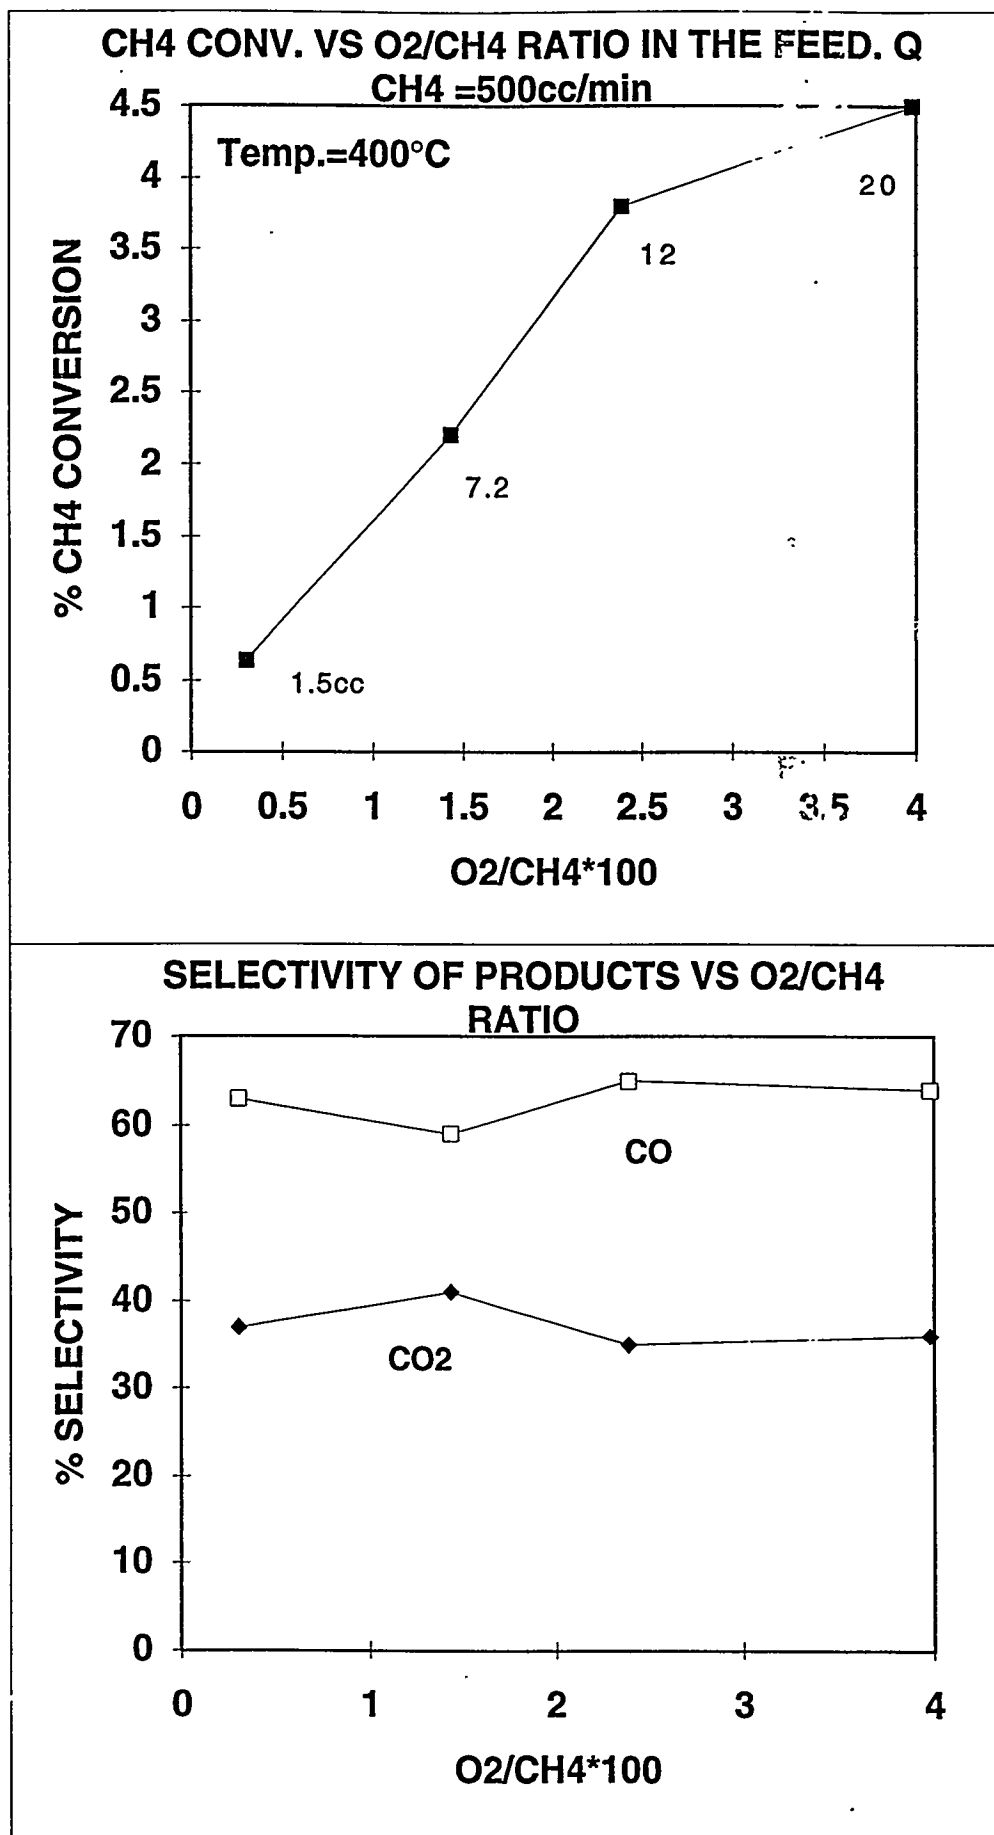 CH4 CONV. VS O2/CH4 RATIO IN THE FEED. Q
CH4 =500cc/min
Temp.=400°C
4.5
4
3.5
3
2.5
2
1.5
1
0.5
0
% CH4 CONVERSION
20
12
7.2
1.5cc
0 0.5 1 1.5 2 2.5 3 3.5 4
O2/CH4*100
SELECTIVITY OF PRODUCTS VS O2/CH4
RATIO
70
60
50
40
30
20
10
0
% SELECTIVITY
CO
CO2
0 1 2 3 4
O2/CH4*100